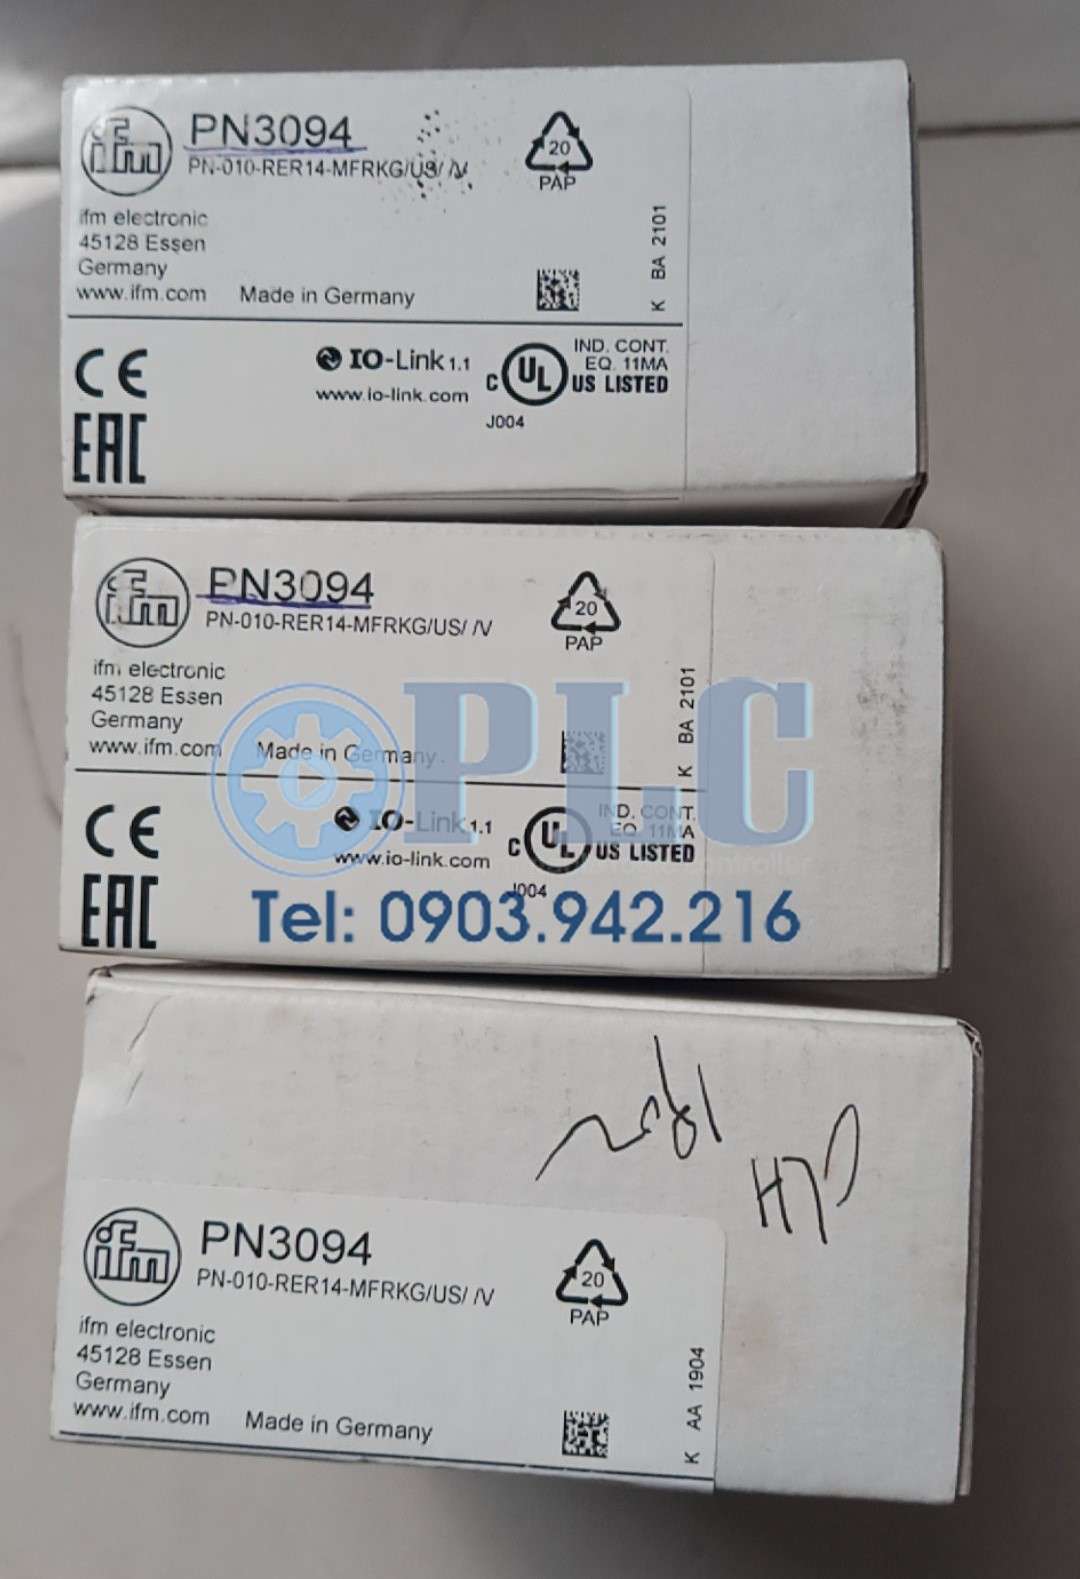 ifm
PN3094
PN-010-RER14-MFRKG/US/ /V
20
PAP
ifm electronic
45128 Essen
Germany
www.ifm.com
Made in Germany
K BA 2101
CE
EAC
IO-Link 1.1
www.io-link.com
C UL US LISTED
IND. CONT.
EQ. 11MA
J004
ifm
PN3094
PN-010-RER14-MFRKG/US/ /V
20
PAP
ifm electronic
45128 Essen
Germany
www.ifm.com
Made in Germany
K BA 2101
PLC
CE
EAC
IO-Link 1.1
www.io-link.com
C UL US LISTED
IND. CONT.
EQ. 11MA
J004
Tel: 0903.942.216
ifm
PN3094
PN-010-RER14-MFRKG/US/ /V
20
PAP
ifm electronic
45128 Essen
Germany
www.ifm.com
Made in Germany
K AA 1904